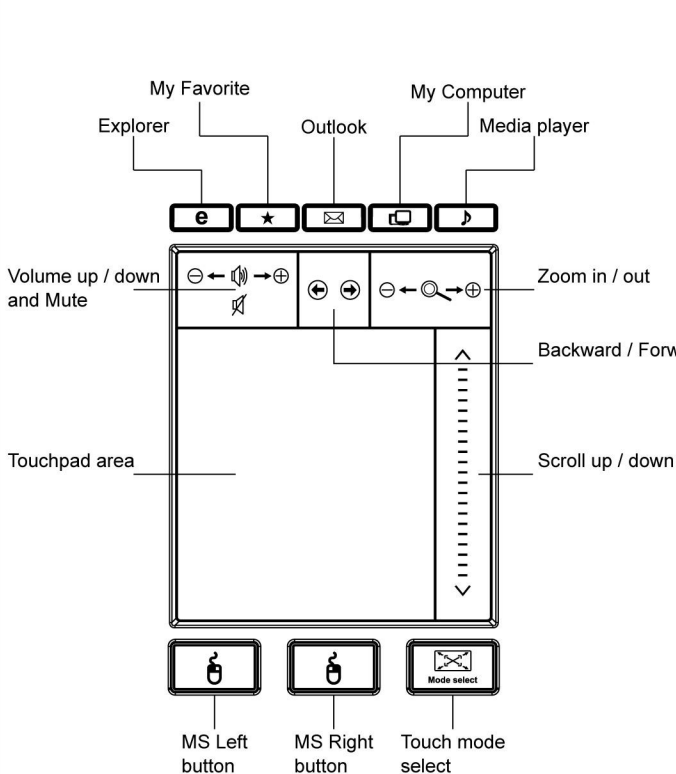 My Favorite
My Computer
Explorer
Outlook
Media player
e
Volume up / down
and Mute
Zoom in / out
Backward / Forw
Touchpad area
Scroll up / down
Mode select
MS Left
button
MS Right
button
Touch mode
select